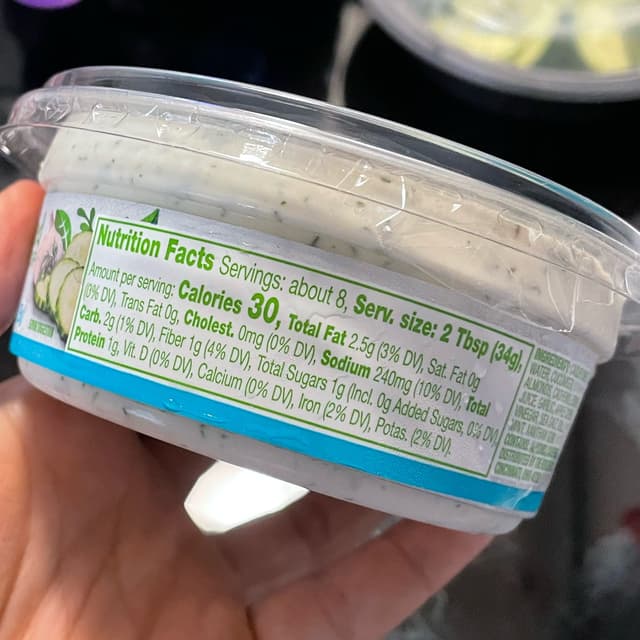 Nutrition Facts Servings: about 8, Serv. size: 2 Tbsp (34g),
Amount per serving: Calories 30, Total Fat 2.5g (3% DV), Sat. Fat 0g
(0% DV), Trans Fat 0g, Cholest. 0mg (0% DV), Sodium 240mg (10% DV), Total
Carb. 2g (1% DV), Fiber 1g (4% DV), Total Sugars 1g (Incl. 0g Added Sugars, 0% DV),
Protein 1g, Vit. D (0% DV), Calcium (0% DV), Iron (2% DV), Potas. (2% DV).